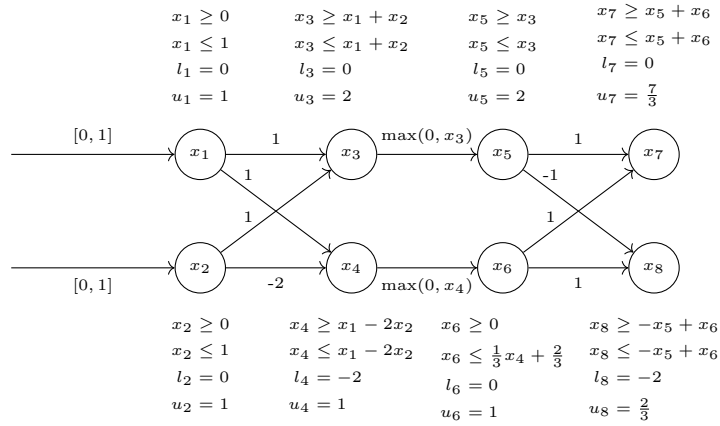 x₁ ≥ 0
x₁ ≤ 1
l₁ = 0
u₁ = 1
x₃ ≥ x₁ + x₂
x₃ ≤ x₁ + x₂
l₃ = 0
u₃ = 2
x₅ ≥ x₃
x₅ ≤ x₃
l₅ = 0
u₅ = 2
x₇ ≥ x₅ + x₆
x₇ ≤ x₅ + x₆
l₇ = 0
u₇ = 7/3
[0, 1]
x₁
1
x₃
max(0, x₃)
x₅
1
x₇
1
-1
1
1
[0, 1]
x₂
-2
x₄
max(0, x₄)
x₆
1
x₈
x₂ ≥ 0
x₂ ≤ 1
l₂ = 0
u₂ = 1
x₄ ≥ x₁ − 2x₂
x₄ ≤ x₁ − 2x₂
l₄ = −2
u₄ = 1
x₆ ≥ 0
x₆ ≤ 1/3 x₄ + 2/3
l₆ = 0
u₆ = 1
x₈ ≥ −x₅ + x₆
x₈ ≤ −x₅ + x₆
l₈ = −2
u₈ = 2/3